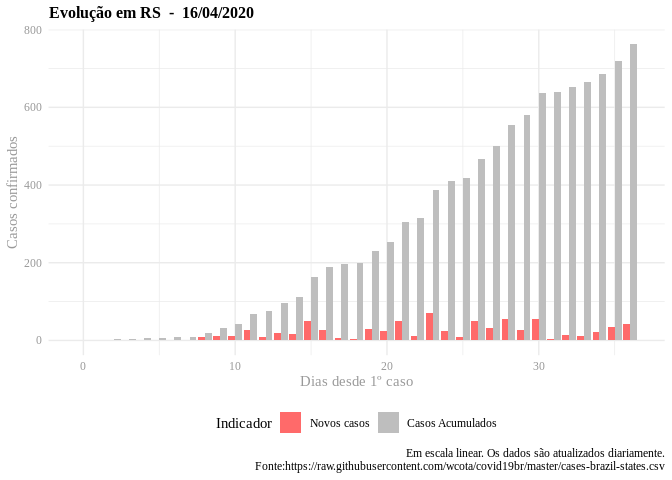 Evolução em RS  -  16/04/2020
Casos confirmados
800
600
400
200
0
0 10 20 30
Dias desde 1º caso
Indicador Novos casos Casos Acumulados
Em escala linear. Os dados são atualizados diariamente.
Fonte:https://raw.githubusercontent.com/wcota/covid19br/master/cases-brazil-states.csv